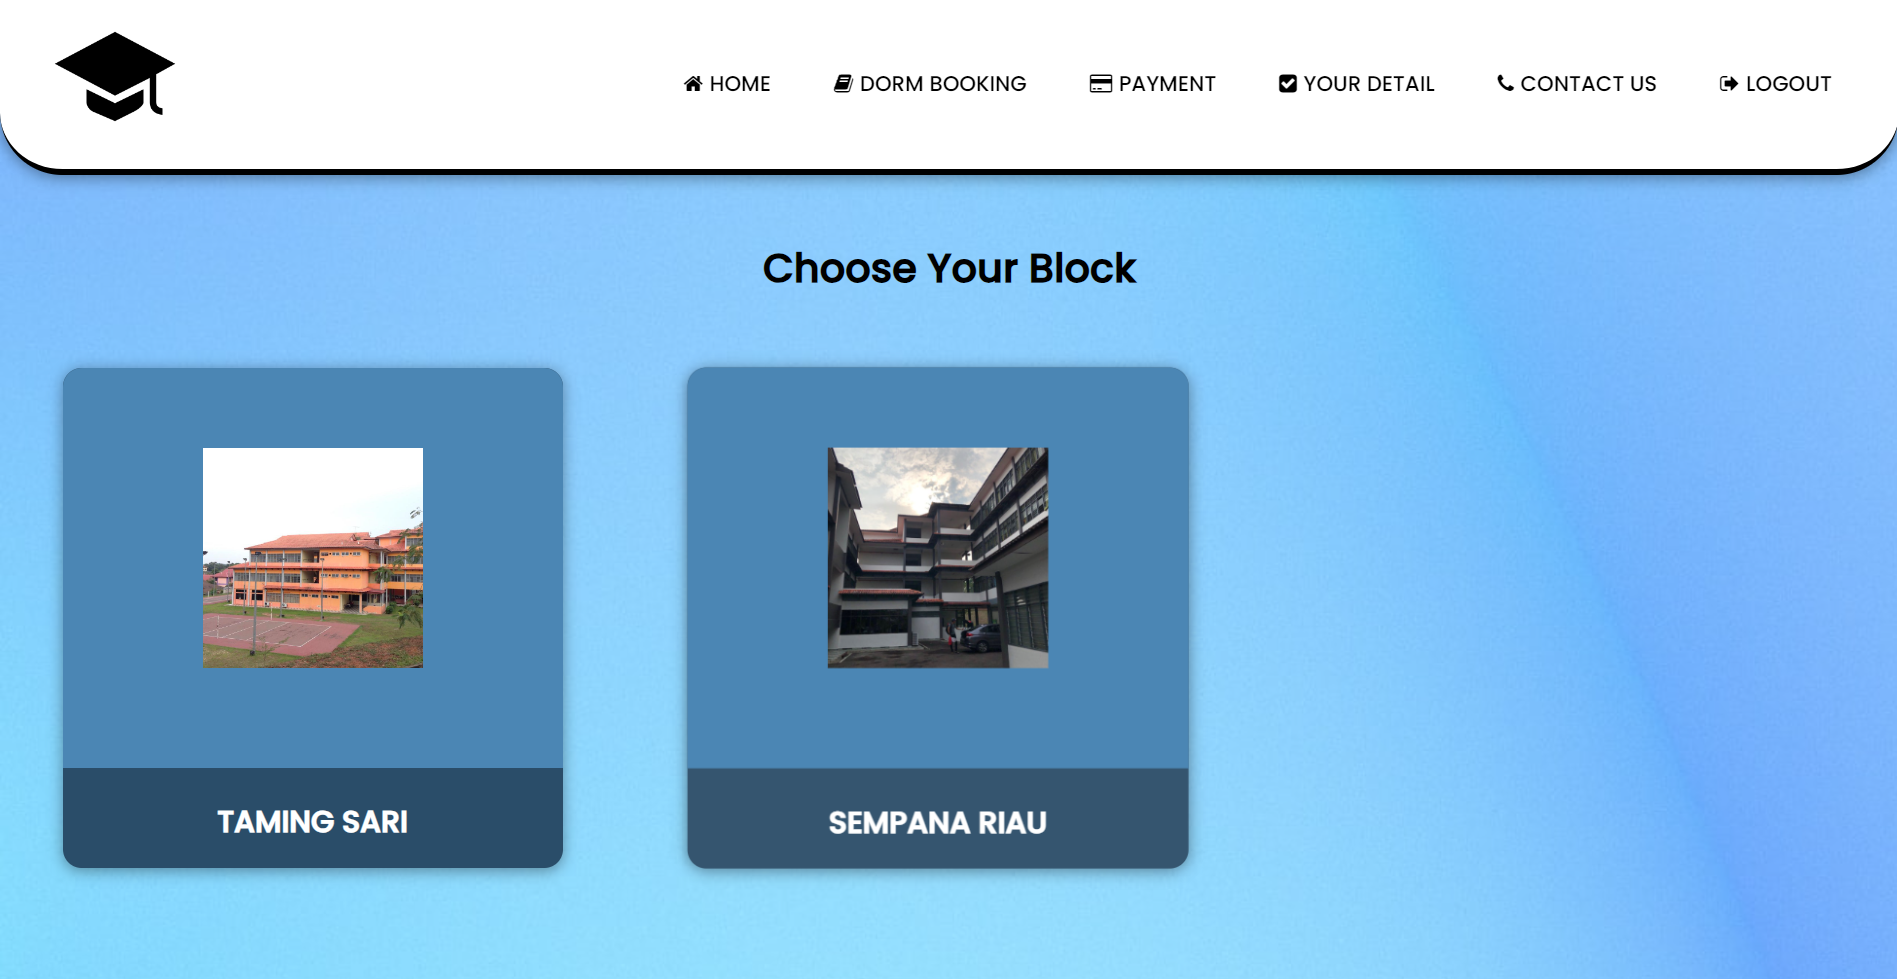 HOME DORM BOOKING PAYMENT YOUR DETAIL CONTACT US LOGOUT
Choose Your Block
TAMING SARI
SEMPANA RIAU